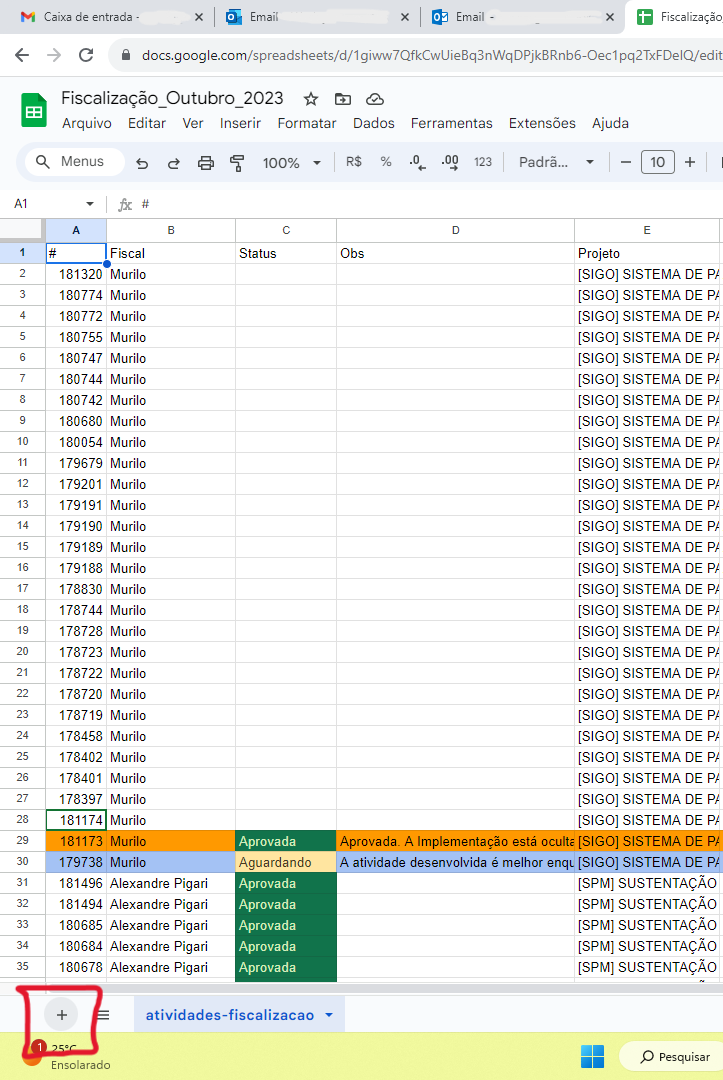 Caixa de entrada -
Email
Email -
Fiscalização
docs.google.com/spreadsheets/d/1giww7QfkCwUieBq3nWqDPjkBRnb6-Oec1pq2TxFDeIQ/edit
Fiscalização_Outubro_2023
Arquivo Editar Ver Inserir Formatar Dados Ferramentas Extensões Ajuda
Menus 100% R$ % .0 .00 123 Padrã... − 10 +
A1 fx #
A B C D E
1 # Fiscal Status Obs Projeto
2 181320 Murilo [SIGO] SISTEMA DE PA
3 180774 Murilo [SIGO] SISTEMA DE PA
4 180772 Murilo [SIGO] SISTEMA DE PA
5 180755 Murilo [SIGO] SISTEMA DE PA
6 180747 Murilo [SIGO] SISTEMA DE PA
7 180744 Murilo [SIGO] SISTEMA DE PA
8 180742 Murilo [SIGO] SISTEMA DE PA
9 180680 Murilo [SIGO] SISTEMA DE PA
10 180054 Murilo [SIGO] SISTEMA DE PA
11 179679 Murilo [SIGO] SISTEMA DE PA
12 179201 Murilo [SIGO] SISTEMA DE PA
13 179191 Murilo [SIGO] SISTEMA DE PA
14 179190 Murilo [SIGO] SISTEMA DE PA
15 179189 Murilo [SIGO] SISTEMA DE PA
16 179188 Murilo [SIGO] SISTEMA DE PA
17 178830 Murilo [SIGO] SISTEMA DE PA
18 178744 Murilo [SIGO] SISTEMA DE PA
19 178728 Murilo [SIGO] SISTEMA DE PA
20 178723 Murilo [SIGO] SISTEMA DE PA
21 178722 Murilo [SIGO] SISTEMA DE PA
22 178720 Murilo [SIGO] SISTEMA DE PA
23 178719 Murilo [SIGO] SISTEMA DE PA
24 178458 Murilo [SIGO] SISTEMA DE PA
25 178402 Murilo [SIGO] SISTEMA DE PA
26 178401 Murilo [SIGO] SISTEMA DE PA
27 178397 Murilo [SIGO] SISTEMA DE PA
28 181174 Murilo [SIGO] SISTEMA DE PA
29 181173 Murilo Aprovada Aprovada. A Implementação está oculta [SIGO] SISTEMA DE PA
30 179738 Murilo Aguardando A atividade desenvolvida é melhor enqu [SIGO] SISTEMA DE PA
31 181496 Alexandre Pigari Aprovada [SPM] SUSTENTAÇÃO
32 181494 Alexandre Pigari Aprovada [SPM] SUSTENTAÇÃO
33 180685 Alexandre Pigari Aprovada [SPM] SUSTENTAÇÃO
34 180684 Alexandre Pigari Aprovada [SPM] SUSTENTAÇÃO
35 180678 Alexandre Pigari Aprovada [SPM] SUSTENTAÇÃO
+ atividades-fiscalizacao
1 25°C
Ensolarado
Pesquisar